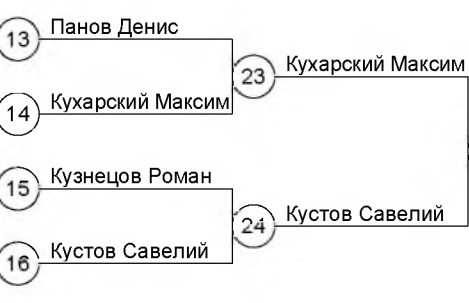 13 Панов Денис
14 Кухарский Максим
23 Кухарский Максим
15 Кузнецов Роман
16 Кустов Савелий
24 Кустов Савелий